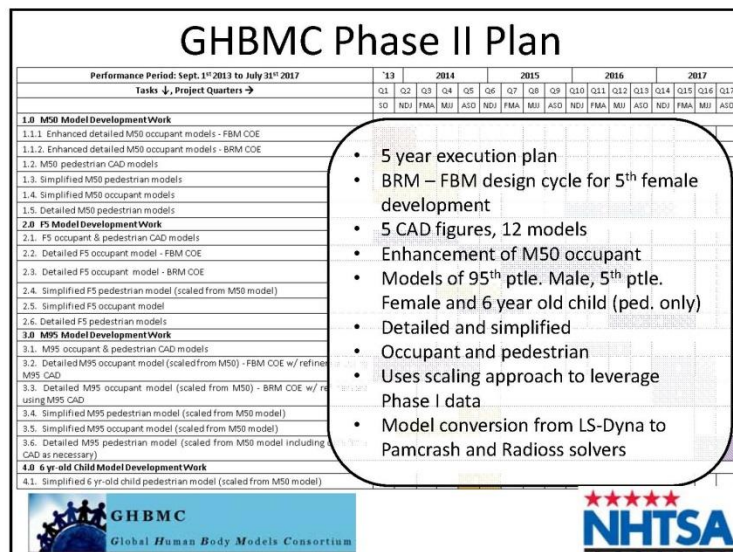 GHBMC Phase II Plan
Performance Period: Sept. 1st 2013 to July 31st 2017 `13 2014 2015 2016 2017
Tasks ↓, Project Quarters → Q1 Q2 Q3 Q4 Q5 Q6 Q7 Q8 Q9 Q10 Q11 Q12 Q13 Q14 Q15 Q16 Q17
SO NDJ FMA MJJ ASO NDJ FMA MJJ ASO NDJ FMA MJJ ASO NDJ FMA MJJ
1.0 M50 Model Development Work
1.1.1 Enhanced detailed M50 occupant models - FBM COE
1.1.2. Enhanced detailed M50 occupant models - BRM COE
1.2. M50 pedestrian CAD models
1.3. Simplified M50 pedestrian models
1.4. Simplified M50 occupant models
1.5. Detailed M50 pedestrian models
2.0 F5 Model Development Work
2.1. F5 occupant & pedestrian CAD models
2.2. Detailed F5 occupant model - FBM COE
2.3. Detailed F5 occupant model - BRM COE
2.4. Simplified F5 pedestrian model (scaled from M50 model)
2.5. Simplified F5 occupant model
2.6. Detailed F5 pedestrian models
3.0 M95 Model Development Work
3.1. M95 occupant & pedestrian CAD models
3.2. Detailed M95 occupant model (scaled from M50) - FBM COE w/
M95 CAD
3.3. Detailed M95 occupant model (scaled from M50) - BRM COE w/
using M95 CAD
3.4. Simplified M95 pedestrian model (scaled from M50 model)
3.5. Simplified M95 occupant model (scaled from M50 model)
3.6. Detailed M95 pedestrian model (scaled from M50 model including
CAD as necessary)
4.0 6 yr-old Child Model Development Work
4.1. Simplified 6 yr-old child pedestrian model (scaled from M50 model)
• 5 year execution plan
• BRM – FBM design cycle for 5th female
development
• 5 CAD figures, 12 models
• Enhancement of M50 occupant
• Models of 95th ptle. Male, 5th ptle.
Female and 6 year old child (ped. only)
• Detailed and simplified
• Occupant and pedestrian
• Uses scaling approach to leverage
Phase I data
• Model conversion from LS-Dyna to
Pamcrash and Radioss solvers
GHBMC
Global Human Body Models Consortium
NHTSA